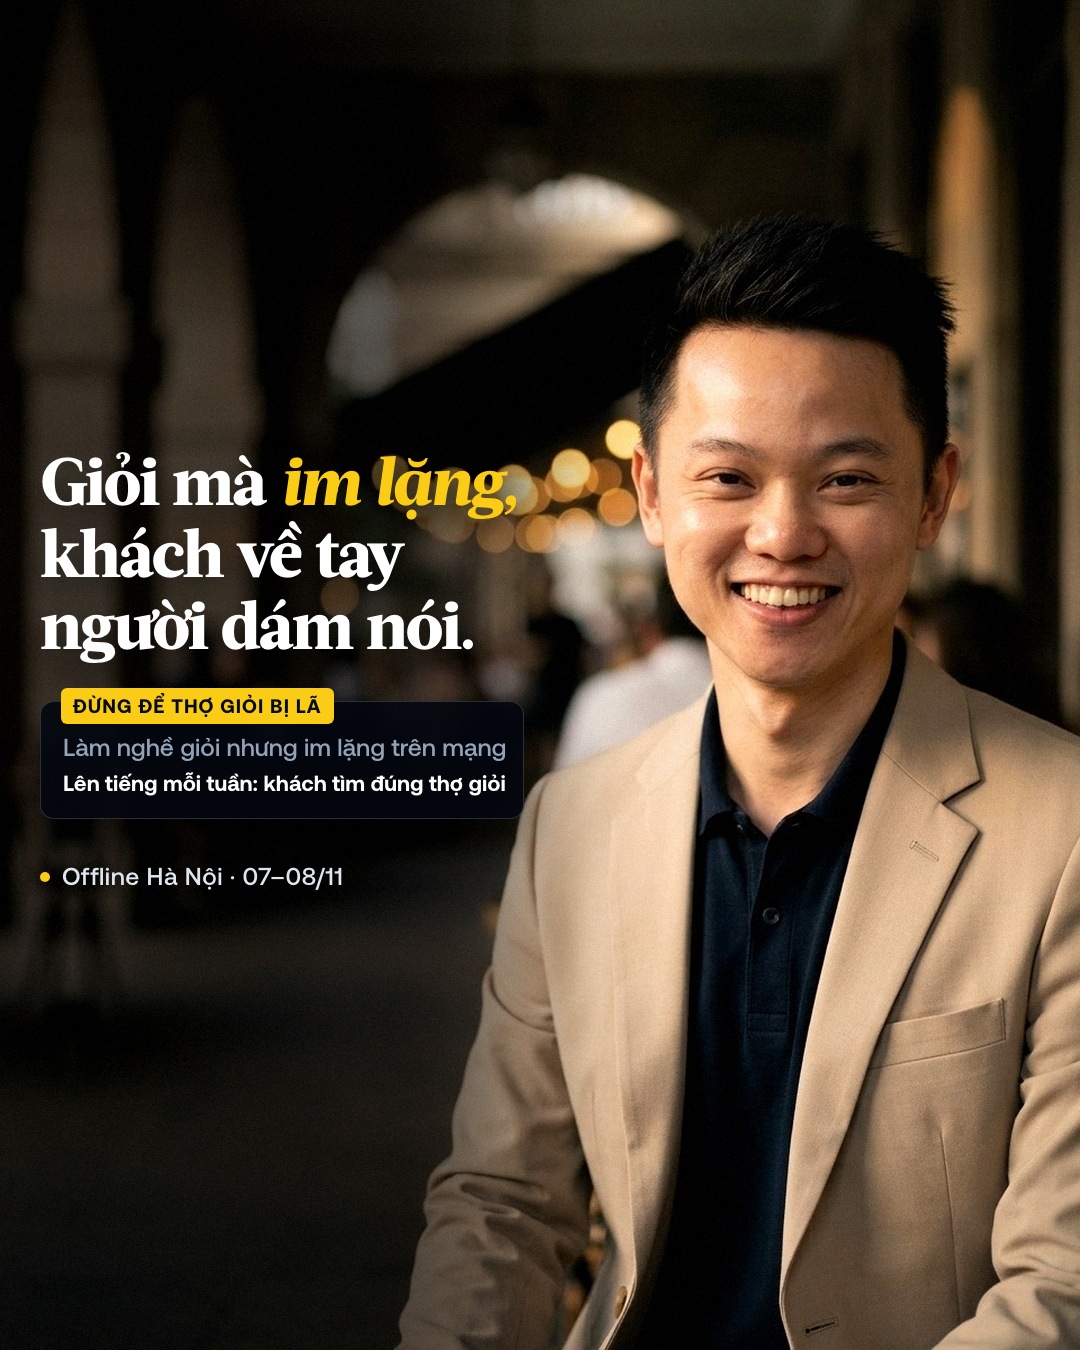 Giỏi mà im lặng,
khách về tay
người dám nói.
ĐỪNG ĐỂ THỢ GIỎI BỊ LÃ
Làm nghề giỏi nhưng im lặng trên mạng
Lên tiếng mỗi tuần: khách tìm đúng thợ giỏi
Offline Hà Nội · 07–08/11